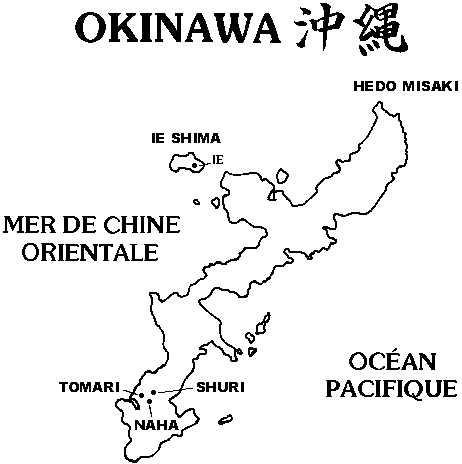 OKINAWA 沖縄
HEDO MISAKI
IE SHIMA
IE
MER DE CHINE
ORIENTALE
OCÉAN
PACIFIQUE
TOMARI
SHURI
NAHA